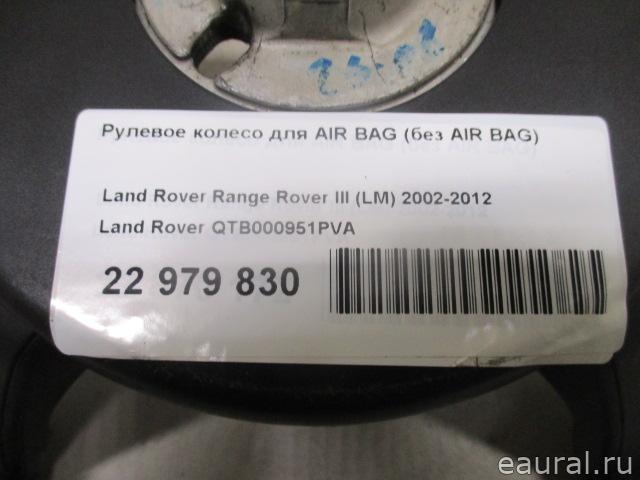 Рулевое колесо для AIR BAG (без AIR BAG)
Land Rover Range Rover III (LM) 2002-2012
Land Rover QTB000951PVA
22 979 830
eaural.ru